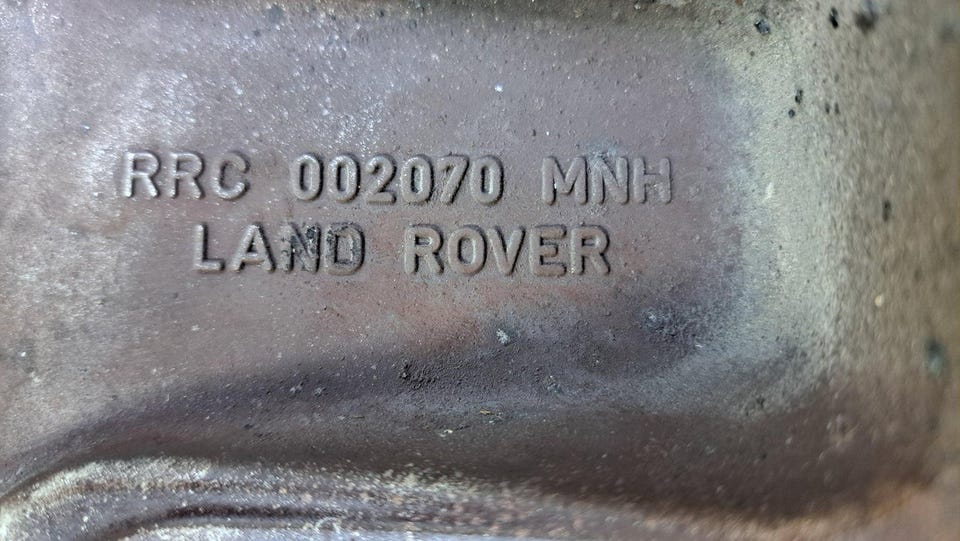 RRC 002070 MNH
LAND ROVER